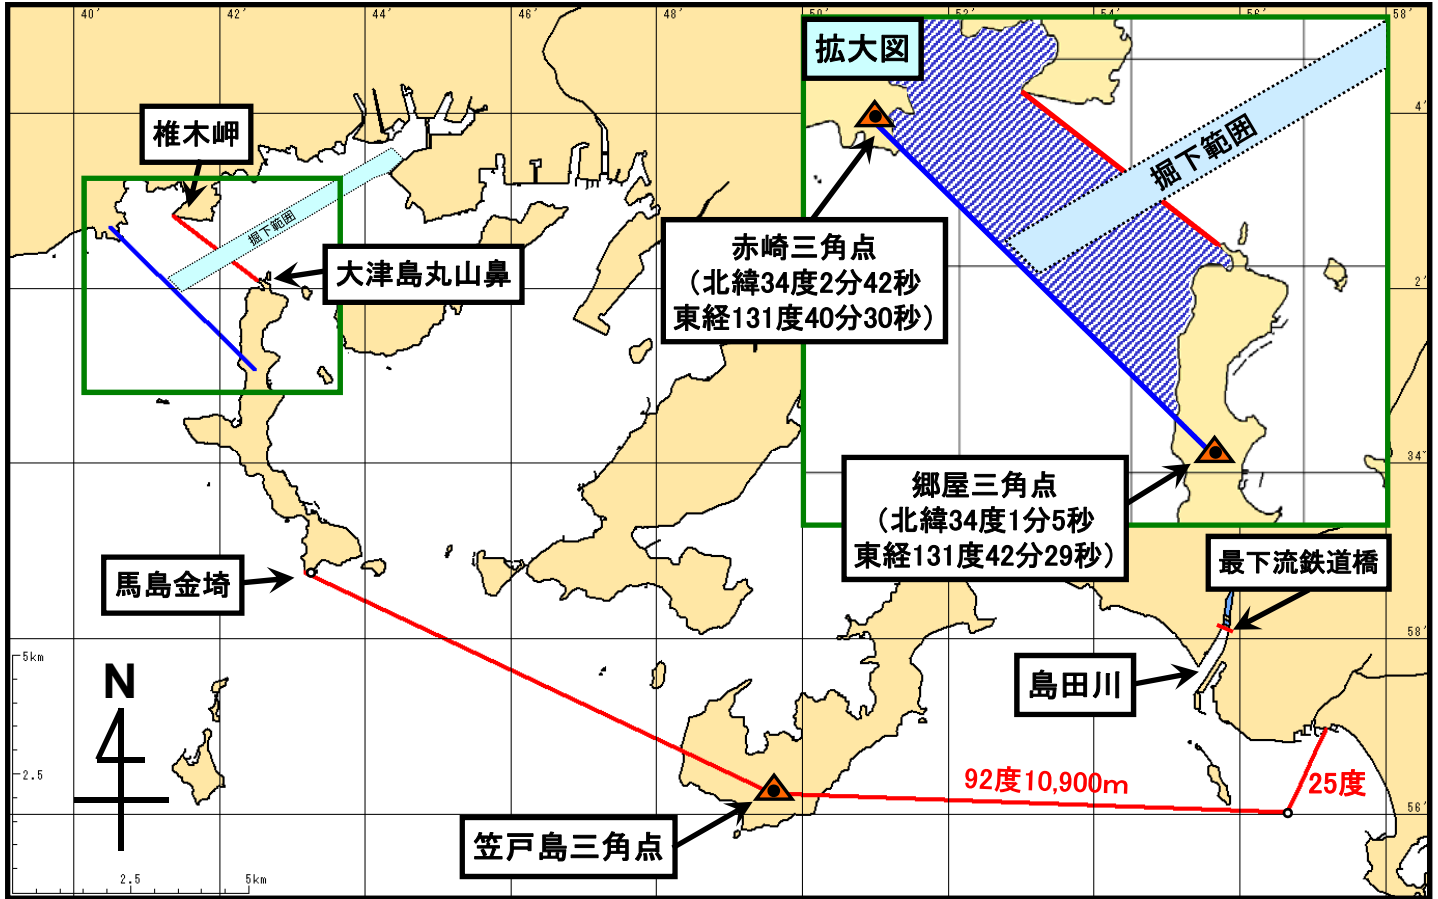 40'
42'
44'
46'
48'
50'
52'
54'
56'
58'
拡大図
椎木岬
4'
掘下範囲
掘下範囲
赤崎三角点
（北緯34度2分42秒
東経131度40分30秒）
大津島丸山鼻
2'
34°
郷屋三角点
（北緯34度1分5秒
東経131度42分29秒）
馬島金埼
最下流鉄道橋
58'
5km
N
島田川
2.5
92度10,900m
25度
56'
笠戸島三角点
2.5
5km